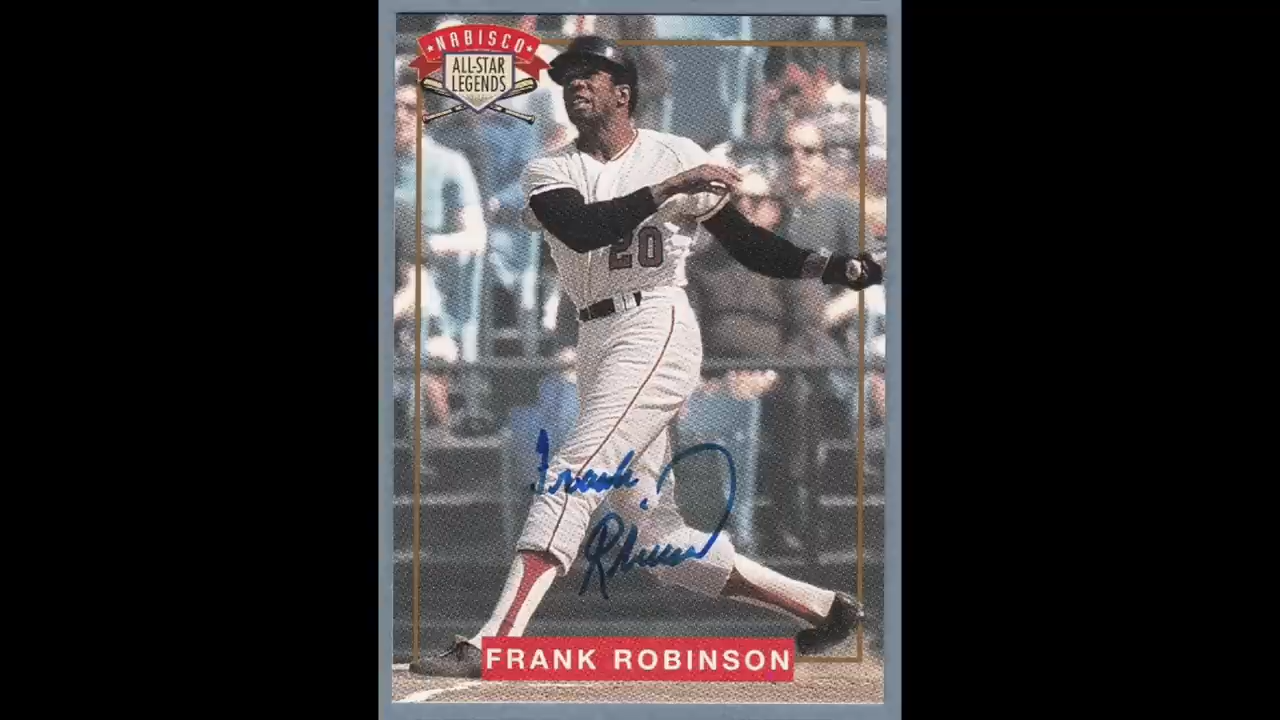 NABISCO
ALL-STAR
LEGENDS
20
Frank
Robinson
FRANK ROBINSON